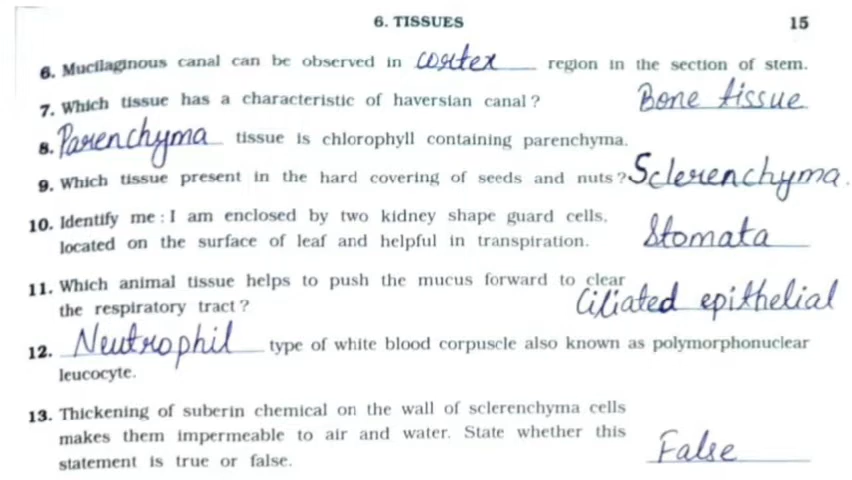 6. TISSUES 15
6. Mucilaginous canal can be observed in cortex region in the section of stem.
7. Which tissue has a characteristic of haversian canal? Bone tissue
8. Parenchyma tissue is chlorophyll containing parenchyma.
9. Which tissue present in the hard covering of seeds and nuts? Sclerenchyma.
10. Identify me : I am enclosed by two kidney shape guard cells.
located on the surface of leaf and helpful in transpiration. Stomata
11. Which animal tissue helps to push the mucus forward to clear
the respiratory tract? Ciliated epithelial
12. Neutrophil type of white blood corpuscle also known as polymorphonuclear
leucocyte.
13. Thickening of suberin chemical on the wall of sclerenchyma cells
makes them impermeable to air and water. State whether this
statement is true or false. False